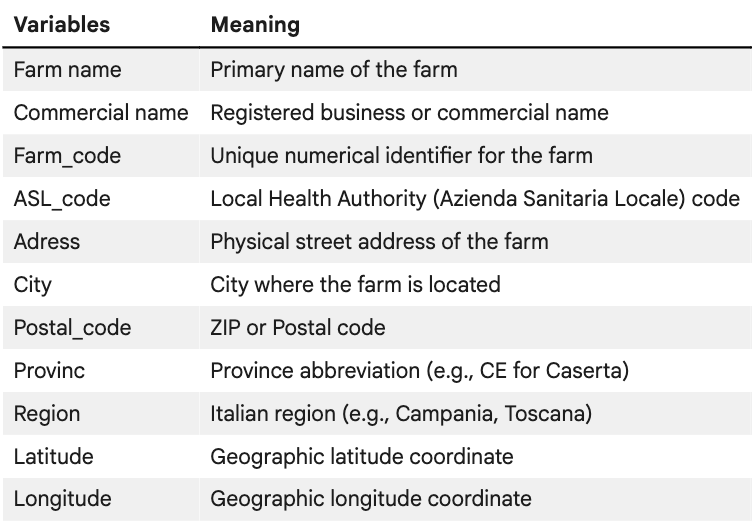 Variables Meaning
Farm name Primary name of the farm
Commercial name Registered business or commercial name
Farm_code Unique numerical identifier for the farm
ASL_code Local Health Authority (Azienda Sanitaria Locale) code
Adress Physical street address of the farm
City City where the farm is located
Postal_code ZIP or Postal code
Provinc Province abbreviation (e.g., CE for Caserta)
Region Italian region (e.g., Campania, Toscana)
Latitude Geographic latitude coordinate
Longitude Geographic longitude coordinate